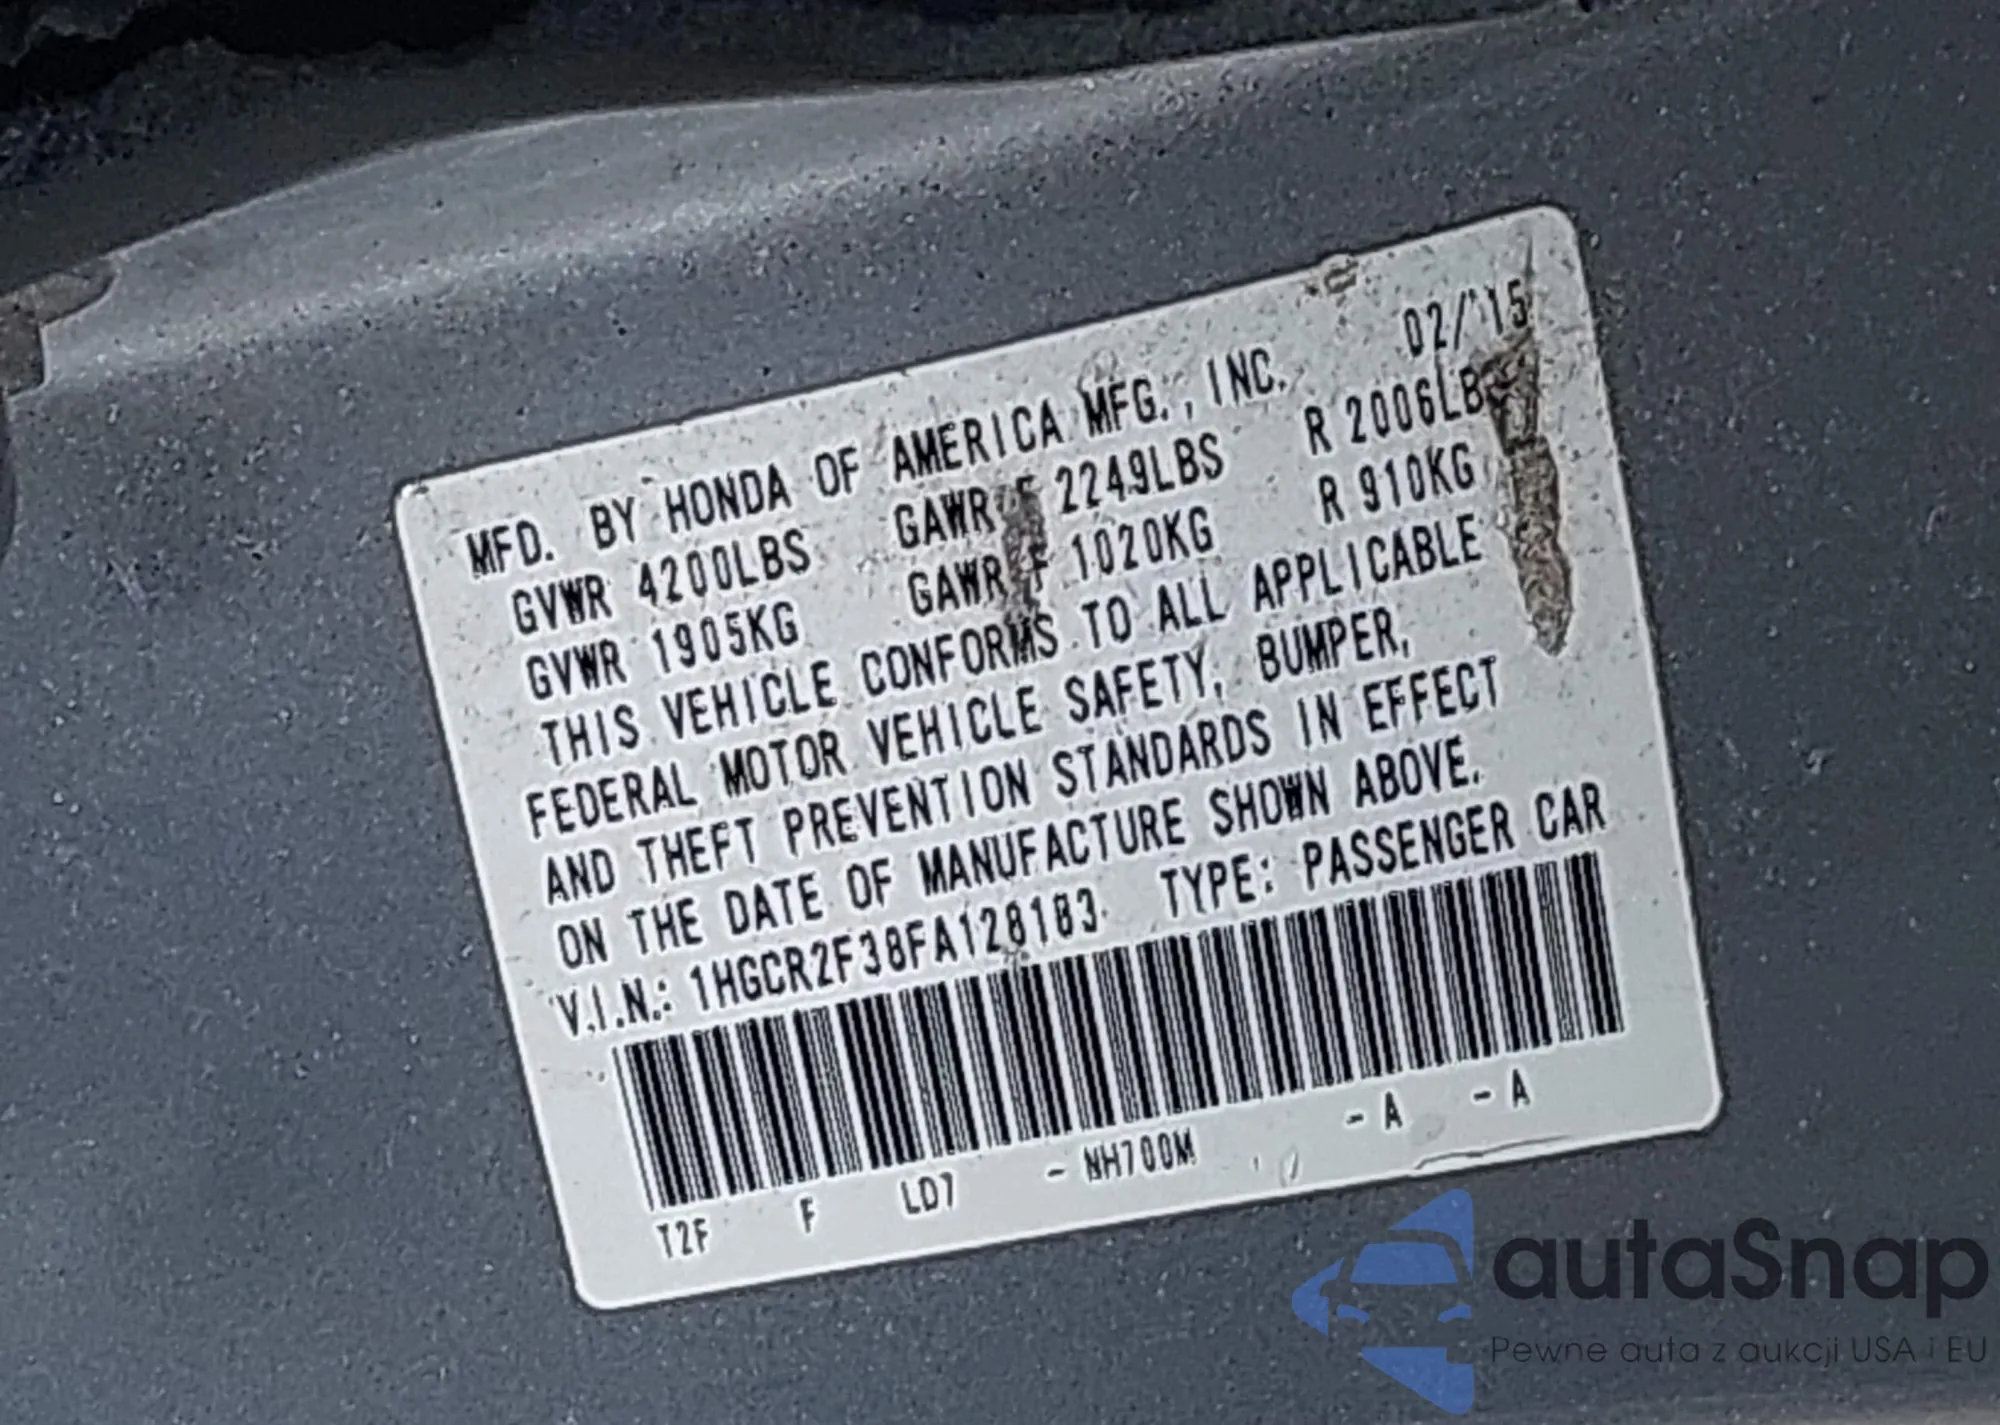 02/'15
MFD. BY HONDA OF AMERICA MFG., INC.
GVWR 4200LBS GAWR F 2249LBS R 2006LBS
GVWR 1905KG GAWR F 1020KG R 910KG
THIS VEHICLE CONFORMS TO ALL APPLICABLE
FEDERAL MOTOR VEHICLE SAFETY, BUMPER,
AND THEFT PREVENTION STANDARDS IN EFFECT
ON THE DATE OF MANUFACTURE SHOWN ABOVE.
V.I.N.: 1HGCR2F38FA128183 TYPE: PASSENGER CAR
T2F F LD7 - NH700M - A - A
autaSnap
Pewne auta z aukcji USA i EU